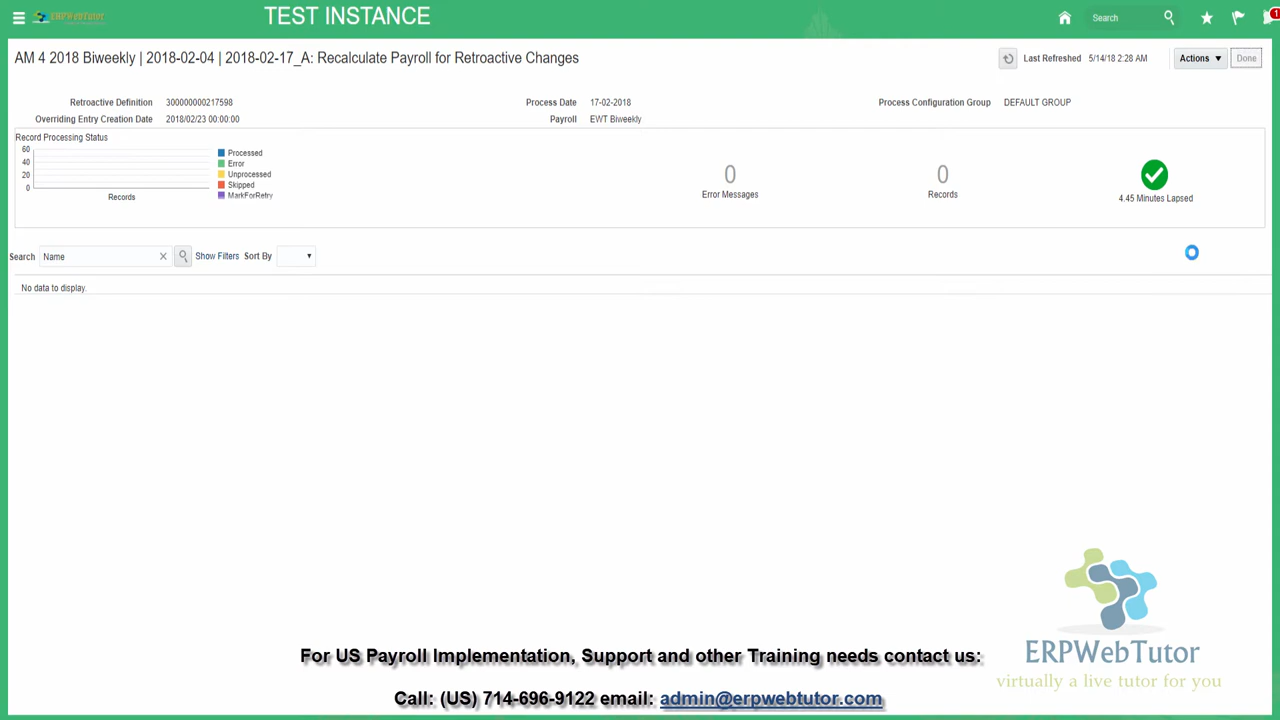 TEST INSTANCE
ERPWebTutor
Search
1
AM 4 2018 Biweekly | 2018-02-04 | 2018-02-17_A: Recalculate Payroll for Retroactive Changes
Last Refreshed 5/14/18 2:28 AM
Actions ▼
Done
Retroactive Definition 300000000217598
Process Date 17-02-2018
Process Configuration Group DEFAULT GROUP
Overriding Entry Creation Date 2018/02/23 00:00:00
Payroll EWT Biweekly
Record Processing Status
60
40
20
0
Records
Processed
Error
Unprocessed
Skipped
MarkForRetry
0
Error Messages
0
Records
4.45 Minutes Lapsed
Search Name Show Filters Sort By
No data to display.
ERPWebTutor
virtually a live tutor for you
For US Payroll Implementation, Support and other Training needs contact us:
Call: (US) 714-696-9122 email: admin@erpwebtutor.com